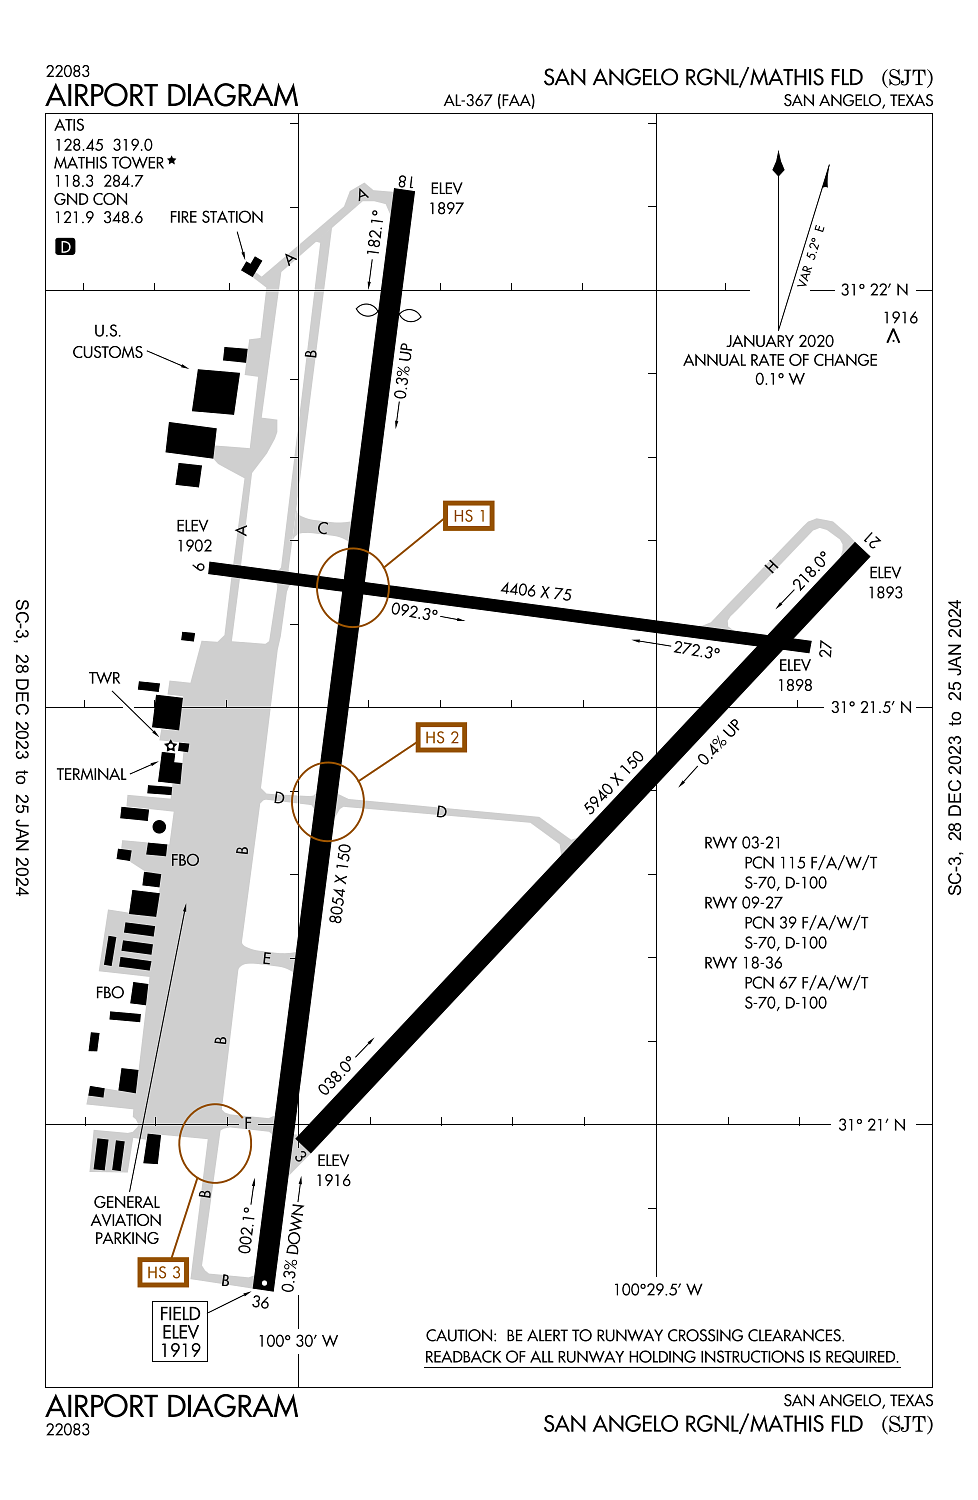 22083
AIRPORT DIAGRAM
AL-367 (FAA)
SAN ANGELO RGNL/MATHIS FLD (SJT)
SAN ANGELO, TEXAS
ATIS
128.45 319.0
MATHIS TOWER★
118.3 284.7
GND CON
121.9 348.6
D
FIRE STATION
A
A
18
ELEV
1897
182.1°
VAR 5.2° E
31° 22' N
1916
JANUARY 2020
ANNUAL RATE OF CHANGE
0.1° W
U.S.
CUSTOMS
B
0.3% UP
HS 1
ELEV
1902
A
C
9
21
ELEV
1893
H
218.0°
4406 X 75
092.3°
272.3°
27
ELEV
1898
SC-3, 28 DEC 2023 to 25 JAN 2024
SC-3, 28 DEC 2023 to 25 JAN 2024
TWR
31° 21.5' N
HS 2
0.4% UP
TERMINAL
D
D
5940 X 150
B
FBO
8054 X 150
RWY 03-21
PCN 115 F/A/W/T
S-70, D-100
RWY 09-27
PCN 39 F/A/W/T
S-70, D-100
RWY 18-36
PCN 67 F/A/W/T
S-70, D-100
E
FBO
B
038.0°
F
31° 21' N
3
ELEV
1916
GENERAL
AVIATION
PARKING
B
002.1°
0.3% DOWN
HS 3
B
36
FIELD
ELEV
1919
100° 30' W
100°29.5' W
CAUTION: BE ALERT TO RUNWAY CROSSING CLEARANCES.
READBACK OF ALL RUNWAY HOLDING INSTRUCTIONS IS REQUIRED.
AIRPORT DIAGRAM
22083
SAN ANGELO, TEXAS
SAN ANGELO RGNL/MATHIS FLD (SJT)